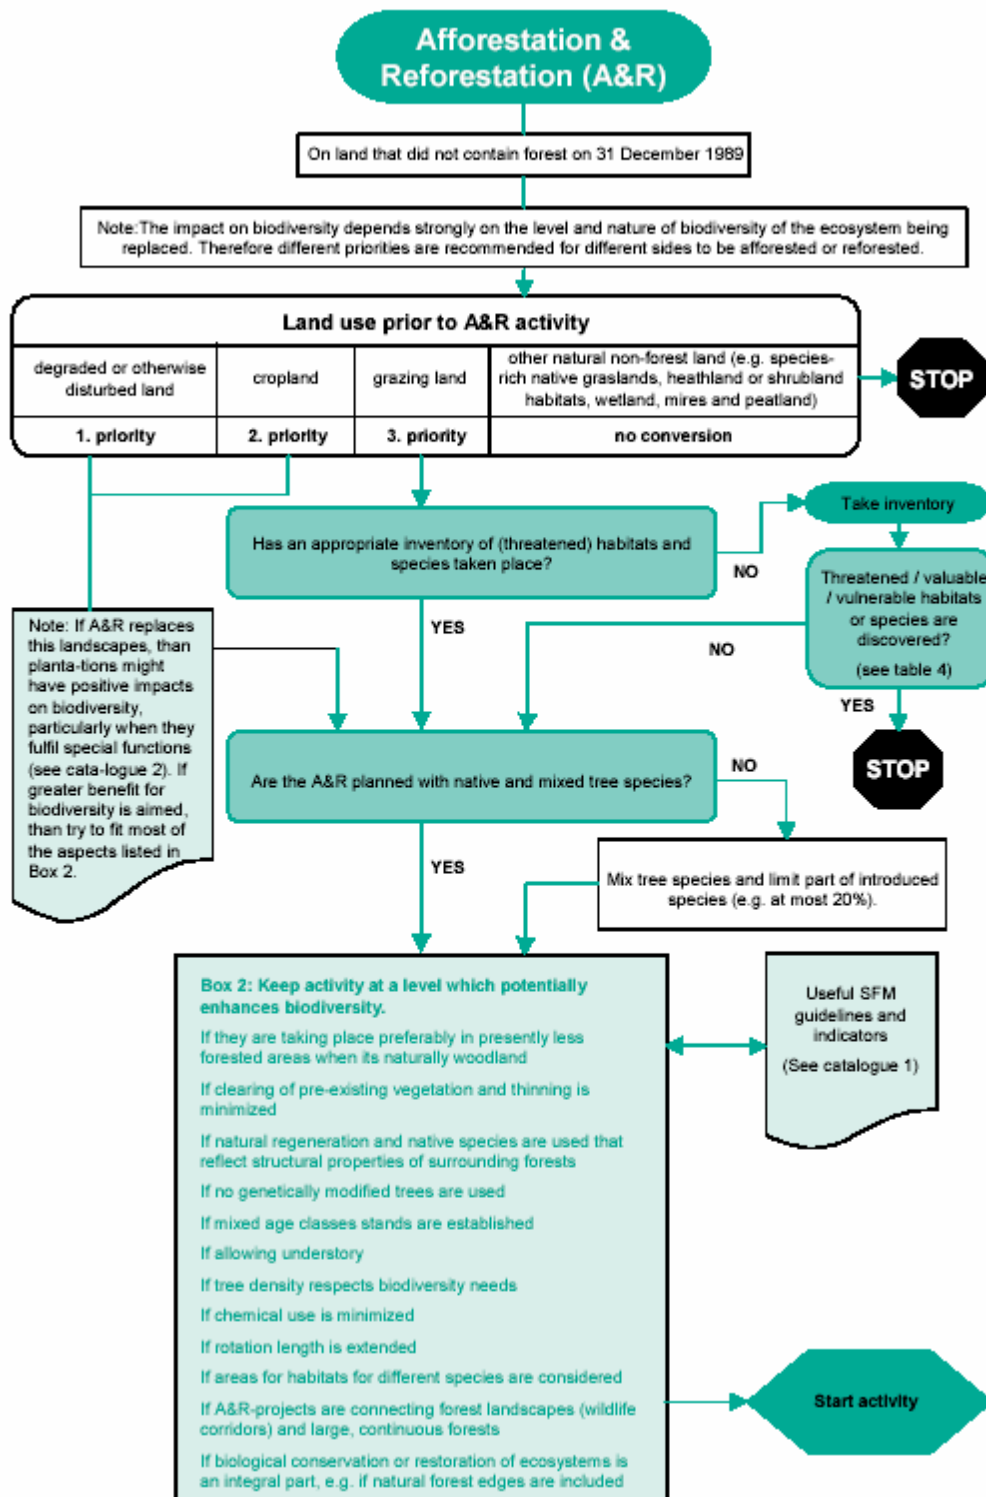 Afforestation &
Reforestation (A&R)
On land that did not contain forest on 31 December 1989
Note:The impact on biodiversity depends strongly on the level and nature of biodiversity of the ecosystem being
replaced. Therefore different priorities are recommended for different sides to be afforested or reforested.
Land use prior to A&R activity
degraded or otherwise
disturbed land
cropland
grazing land
other natural non-forest land (e.g. species-
rich native graslands, heathland or shrubland
habitats, wetland, mires and peatland)
STOP
1. priority
2. priority
3. priority
no conversion
Has an appropriate inventory of (threatened) habitats and
species taken place?
NO
Take inventory
Threatened / valuable
/ vulnerable habitats
or species are
discovered?
(see table 4)
YES
NO
YES
STOP
Note: If A&R replaces
this landscapes, than
planta-tions might
have positive impacts
on biodiversity,
particularly when they
fulfil special functions
(see cata-logue 2). If
greater benefit for
biodiversity is aimed,
than try to fit most of
the aspects listed in
Box 2.
Are the A&R planned with native and mixed tree species?
NO
YES
Mix tree species and limit part of introduced
species (e.g. at most 20%).
Box 2: Keep activity at a level which potentially
enhances biodiversity.
If they are taking place preferably in presently less
forested areas when its naturally woodland
If clearing of pre-existing vegetation and thinning is
minimized
If natural regeneration and native species are used that
reflect structural properties of surrounding forests
If no genetically modified trees are used
If mixed age classes stands are established
If allowing understory
If tree density respects biodiversity needs
If chemical use is minimized
If rotation length is extended
If areas for habitats for different species are considered
If A&R-projects are connecting forest landscapes (wildlife
corridors) and large, continuous forests
If biological conservation or restoration of ecosystems is
an integral part, e.g. if natural forest edges are included
Useful SFM
guidelines and
indicators
(See catalogue 1)
Start activity